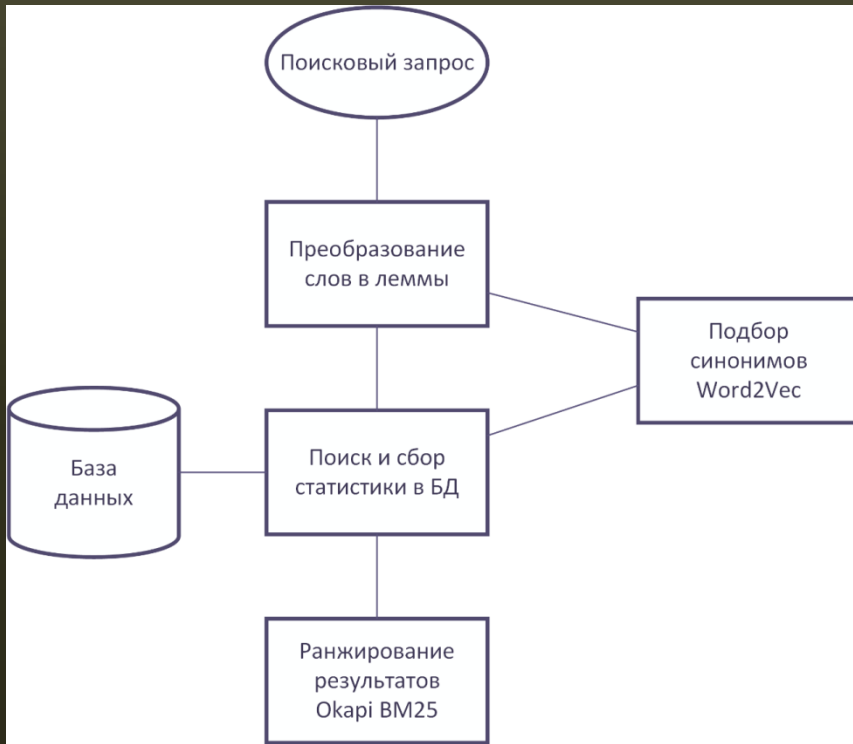 Поисковый запрос
Преобразование
слов в леммы
Подбор
синонимов
Word2Vec
База
данных
Поиск и сбор
статистики в БД
Ранжирование
результатов
Okapi BM25